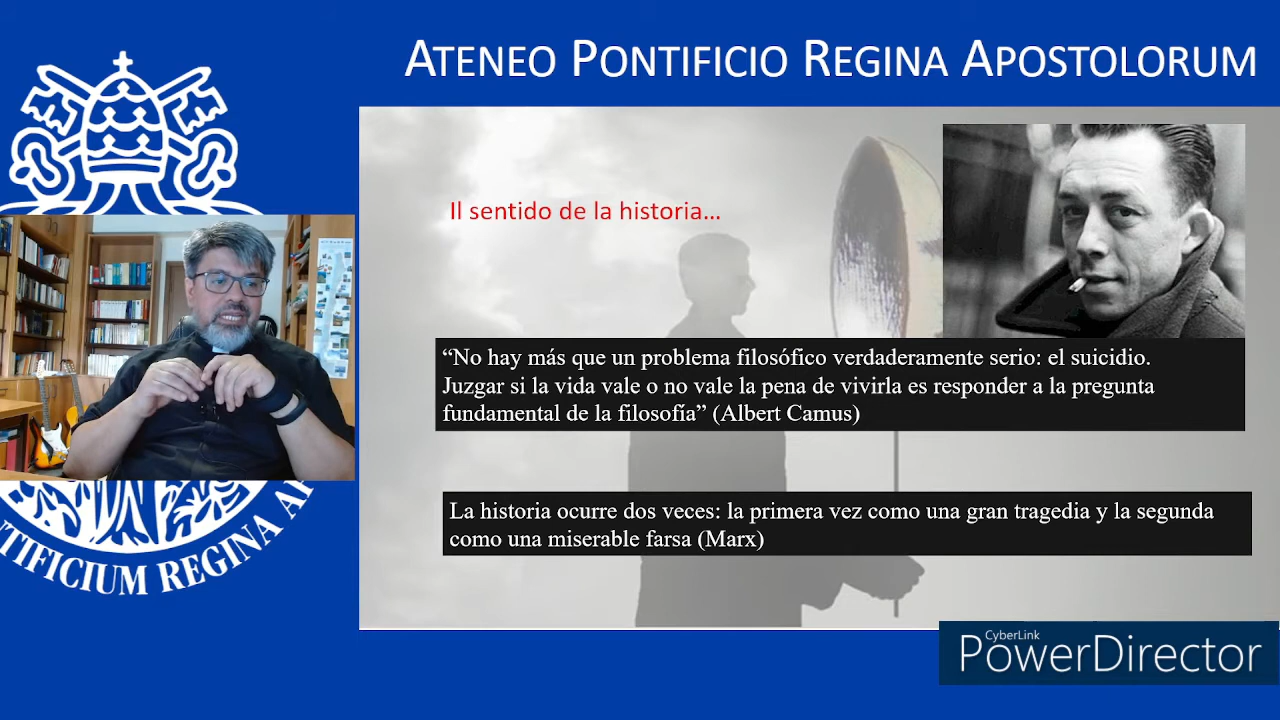 ATENEO PONTIFICIO REGINA APOSTOLORUM
Il sentido de la historia...
“No hay más que un problema filosófico verdaderamente serio: el suicidio.
Juzgar si la vida vale o no vale la pena de vivirla es responder a la pregunta
fundamental de la filosofía” (Albert Camus)
La historia ocurre dos veces: la primera vez como una gran tragedia y la segunda
como una miserable farsa (Marx)
TIFICIUM REGINA AP
CyberLink
PowerDirector